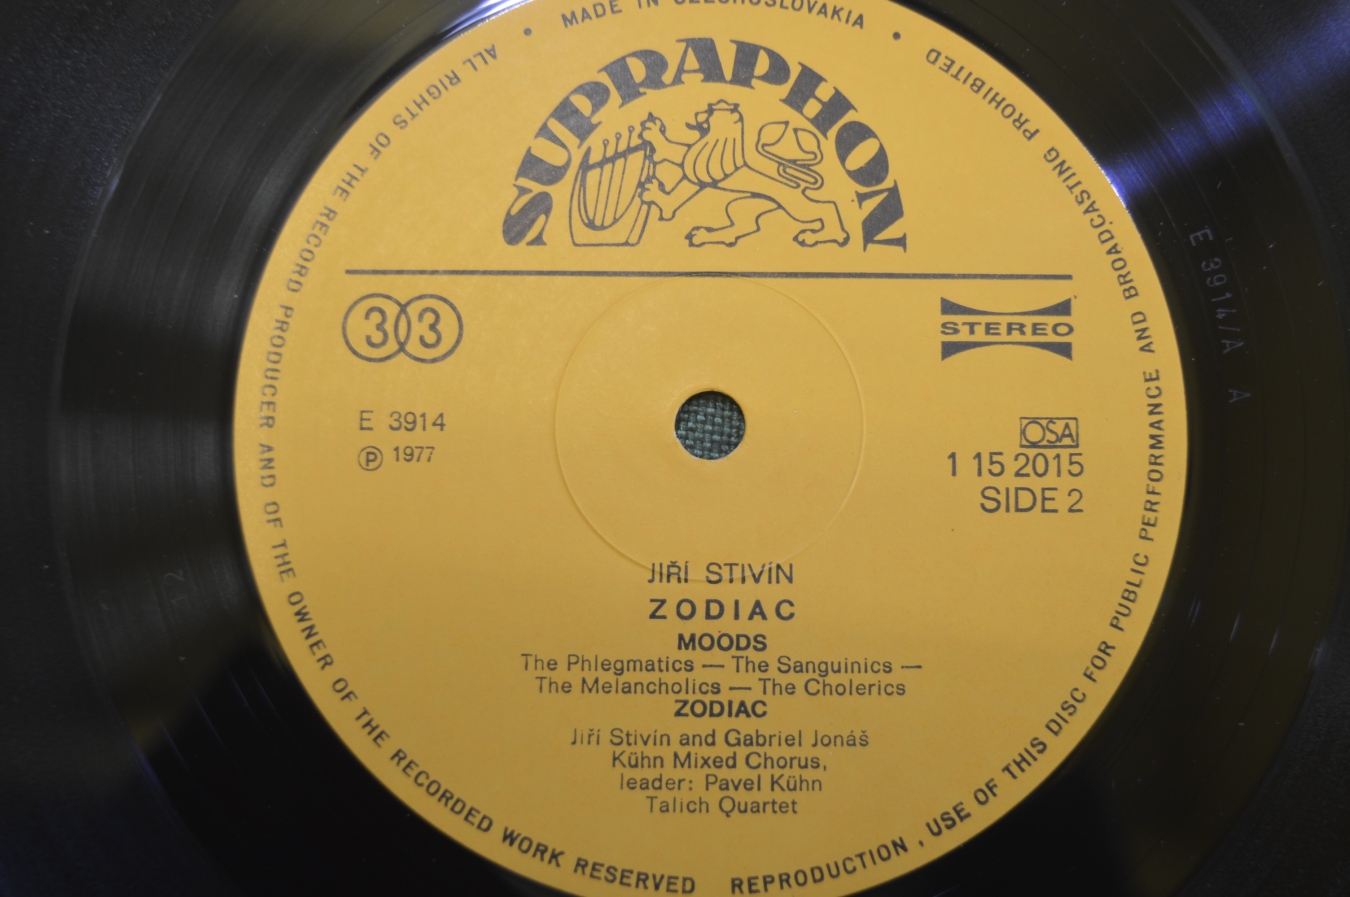 MADE IN CZECHOSLOVAKIA
ALL RIGHTS OF THE RECORD PRODUCER AND OF THE OWNER OF THE RECORDED WORK RESERVED
REPRODUCTION , USE OF THIS DISC FOR PUBLIC PERFORMANCE AND BROADCASTING PROHIBITED
SUPRAPHON
33
STEREO
E 3914
Ⓟ 1977
OSA
1 15 2015
SIDE 2
JIŘÍ STIVÍN
ZODIAC
MOODS
The Phlegmatics — The Sanguinics —
The Melancholics — The Cholerics
ZODIAC
Jiří Stivín and Gabriel Jonáš
Kühn Mixed Chorus,
leader: Pavel Kühn
Talich Quartet
E 3914/A A
12